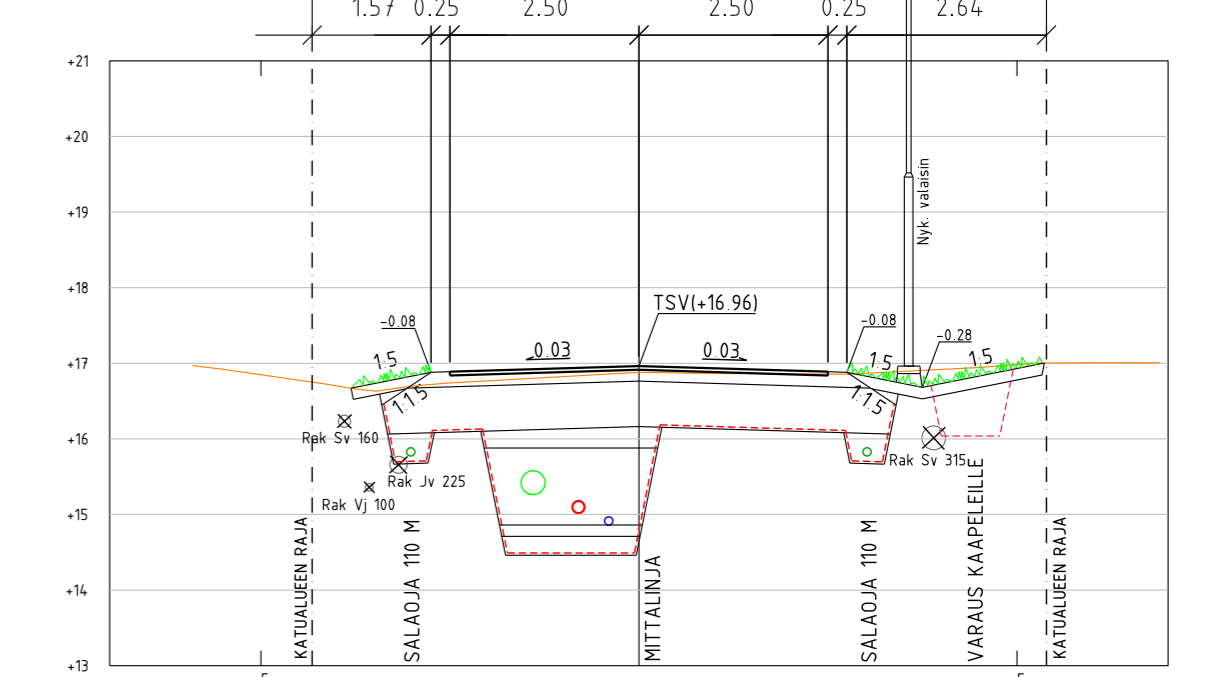 1.57 0.25 2.50 2.50 0.25 2.64
+21
+20
+19
+18
+17
+16
+15
+14
+13
Nyk. valaisin
TSV(+16.96)
-0.08
-0.08
-0.28
1:5
0.03
0.03
1:5
1:5
1:1.5
1:1.5
Rak Sv 160
Rak Jv 225
Rak Vj 100
Rak Sv 315
KATUALUEEN RAJA
SALAOJA 110 M
MITTALINJA
SALAOJA 110 M
VARAUS KAAPELEILLE
KATUALUEEN RAJA